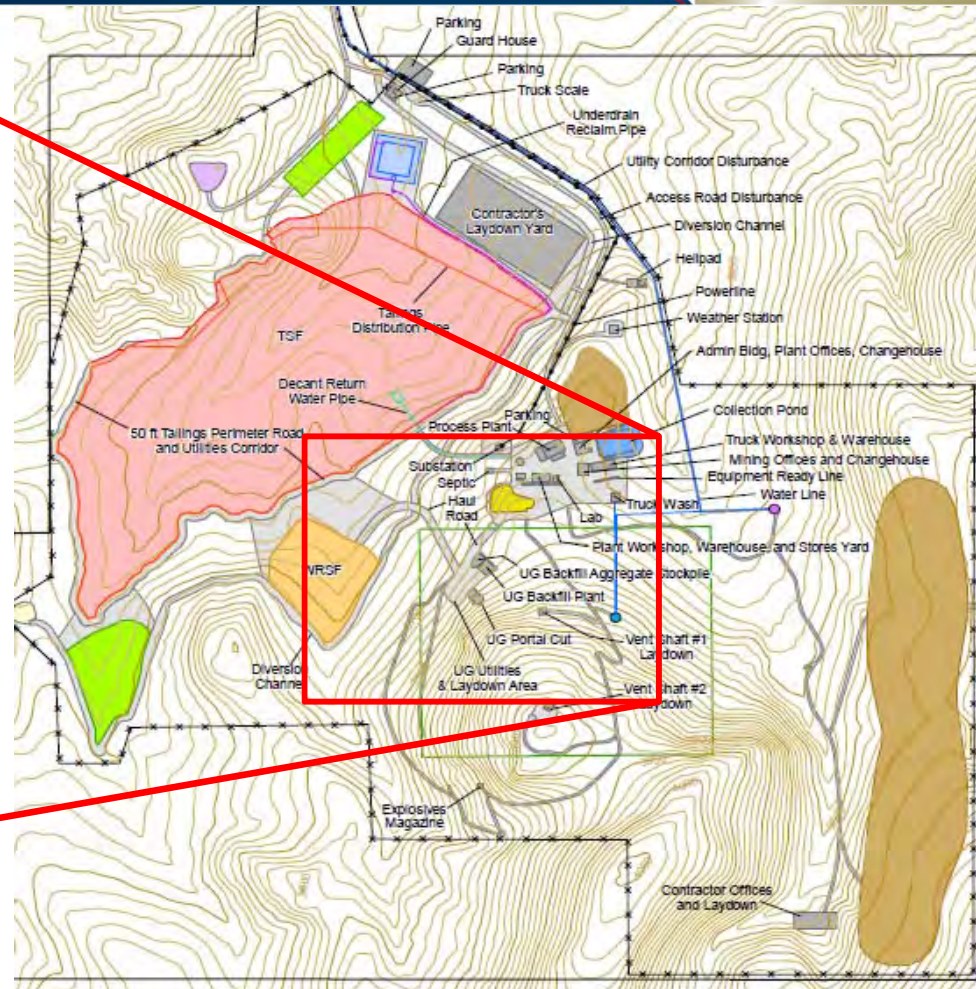 Parking
Guard House
Parking
Truck Scale
Underdrain
Reclaim Pipe
Utility Corridor Disturbance
Access Road Disturbance
Contractor's
Laydown Yard
Diversion Channel
Helipad
Powerline
Tailings
Distribution Pipe
TSF
Weather Station
Admin Bldg, Plant Offices, Changehouse
Decant Return
Water Pipe
Parking
Collection Pond
Process Plant
50 ft Tailings Perimeter Road
and Utilities Corridor
Truck Workshop & Warehouse
Mining Offices and Changehouse
Substation
Equipment Ready Line
Septic
Water Line
Haul
Road
Truck Wash
Lab
Plant Workshop, Warehouse, and Stores Yard
WRSF
UG Backfill Aggregate Stockpile
UG Backfill Plant
UG Portal Cut
Vent Shaft #1
Laydown
Diversion
Channel
UG Utilities
& Laydown Area
Vent Shaft #2
Laydown
Explosives
Magazine
Contractor Offices
and Laydown